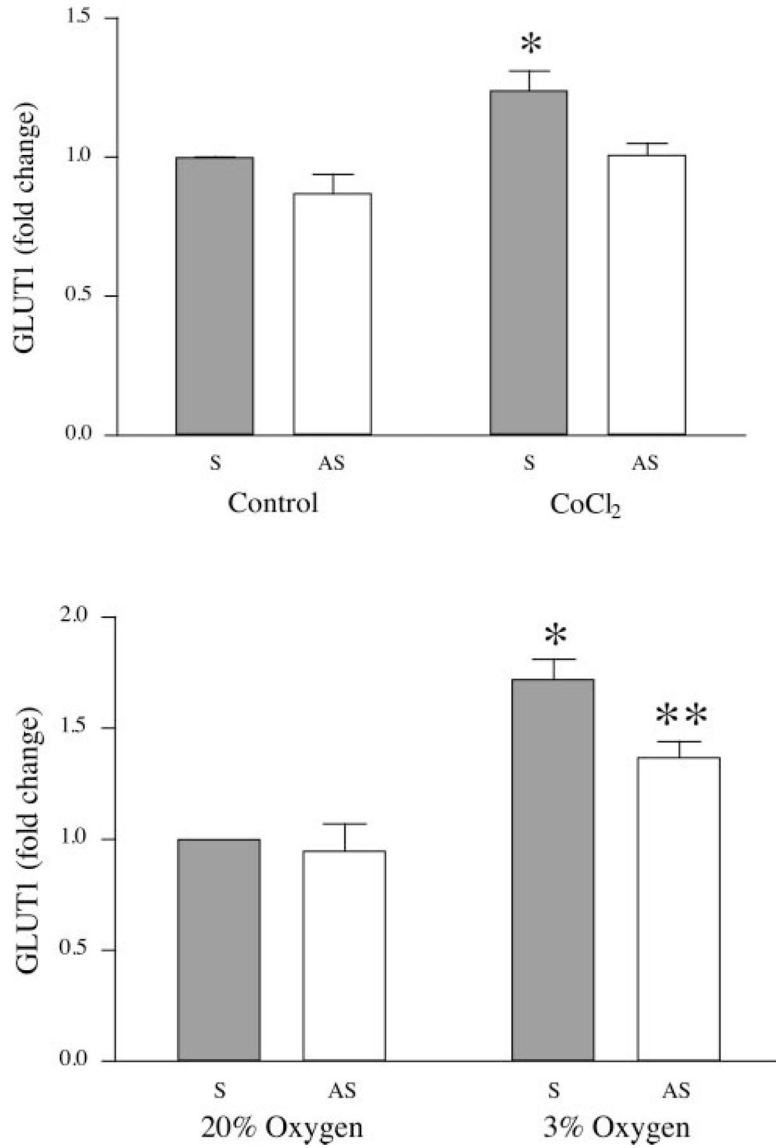 GLUT1 (fold change)
1.5
1.0
0.5
0.0
*
S AS S AS
Control CoCl₂
GLUT1 (fold change)
2.0
1.5
1.0
0.5
0.0
*
**
S AS S AS
20% Oxygen 3% Oxygen